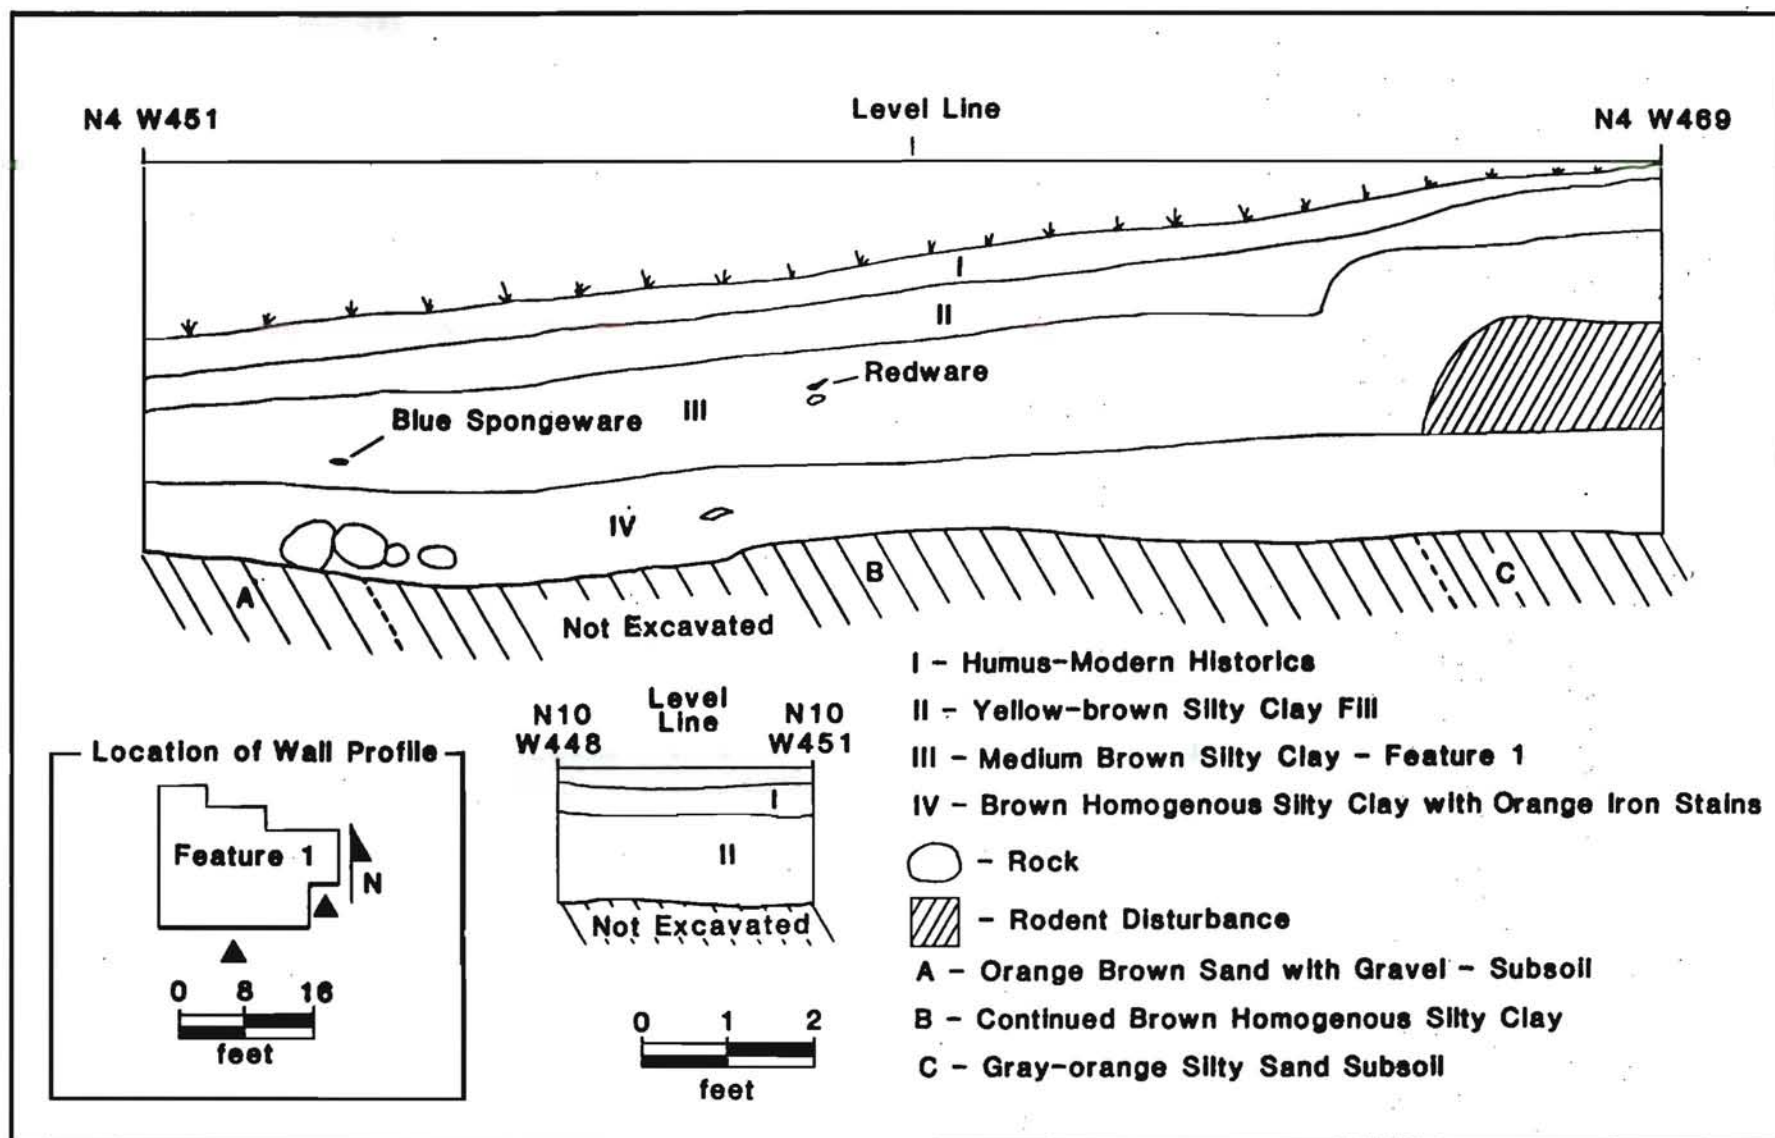 Level Line
N4 W451
N4 W469
I
II
Redware
III
Blue Spongeware
IV
A
B
C
Not Excavated
I - Humus-Modern Historics
II - Yellow-brown Silty Clay Fill
III - Medium Brown Silty Clay - Feature 1
IV - Brown Homogenous Silty Clay with Orange Iron Stains
- Rock
- Rodent Disturbance
A - Orange Brown Sand with Gravel - Subsoil
B - Continued Brown Homogenous Silty Clay
C - Gray-orange Silty Sand Subsoil
Level
Line
N10
W448
N10
W451
I
II
Not Excavated
0 1 2
feet
Location of Wall Profile
Feature 1
N
0 8 16
feet